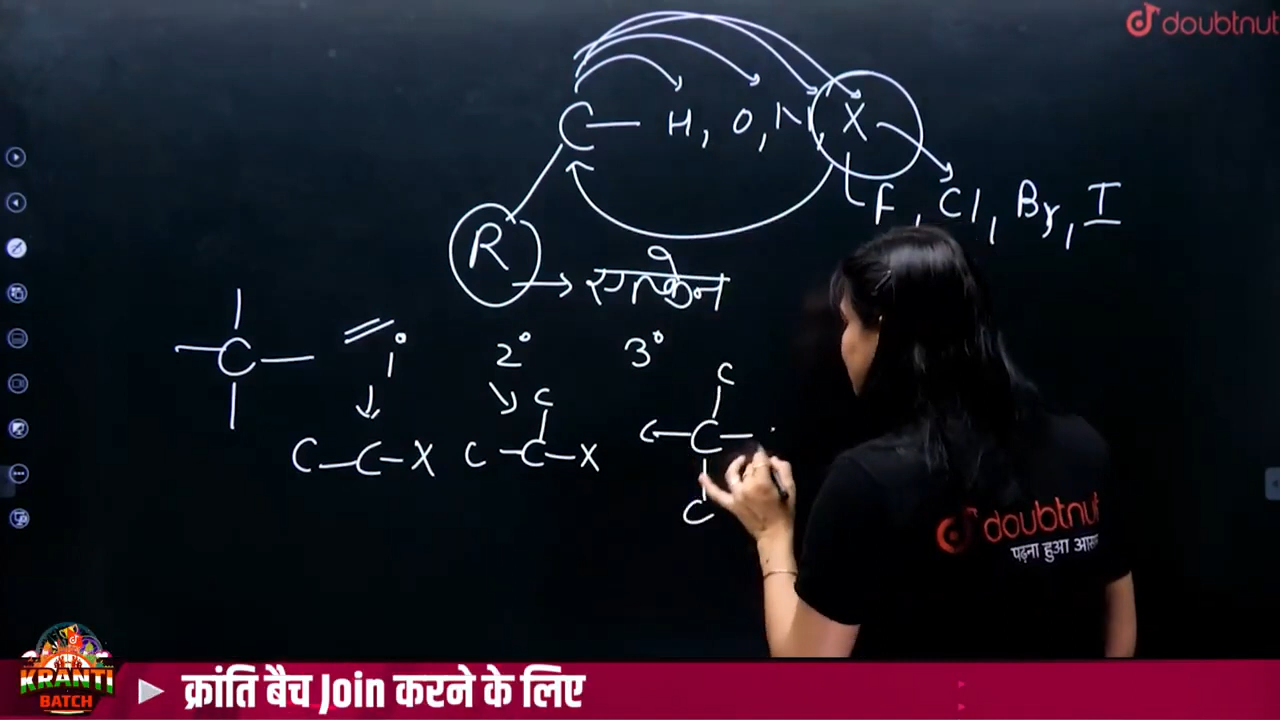 doubtnut
C — H, O, N, X
F, Cl, Br, I
R → एल्केन
C
1° 2° 3°
C
C
C—C—X C—C—X C—C—
C
doubtnut
पढ़ना हुआ आसा
KRANTI
BATCH
क्रांति बैच Join करने के लिए